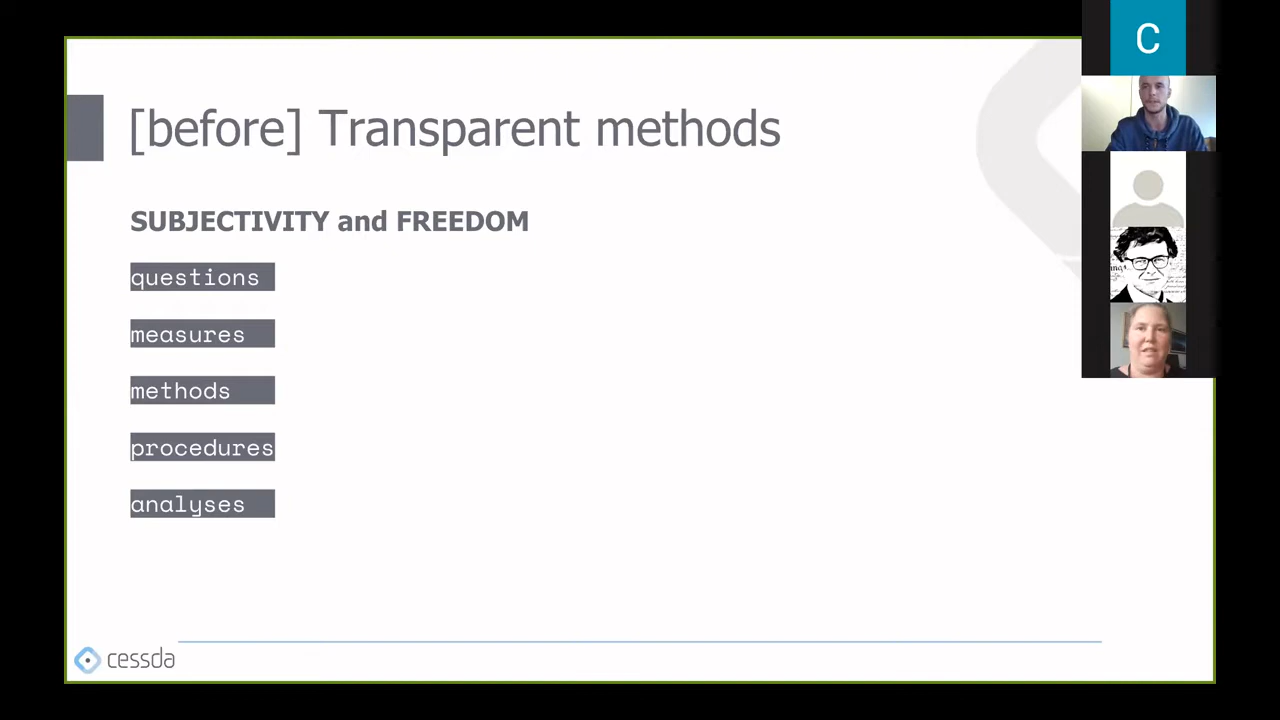 [before] Transparent methods
SUBJECTIVITY and FREEDOM
questions
measures
methods
procedures
analyses
cessda
C